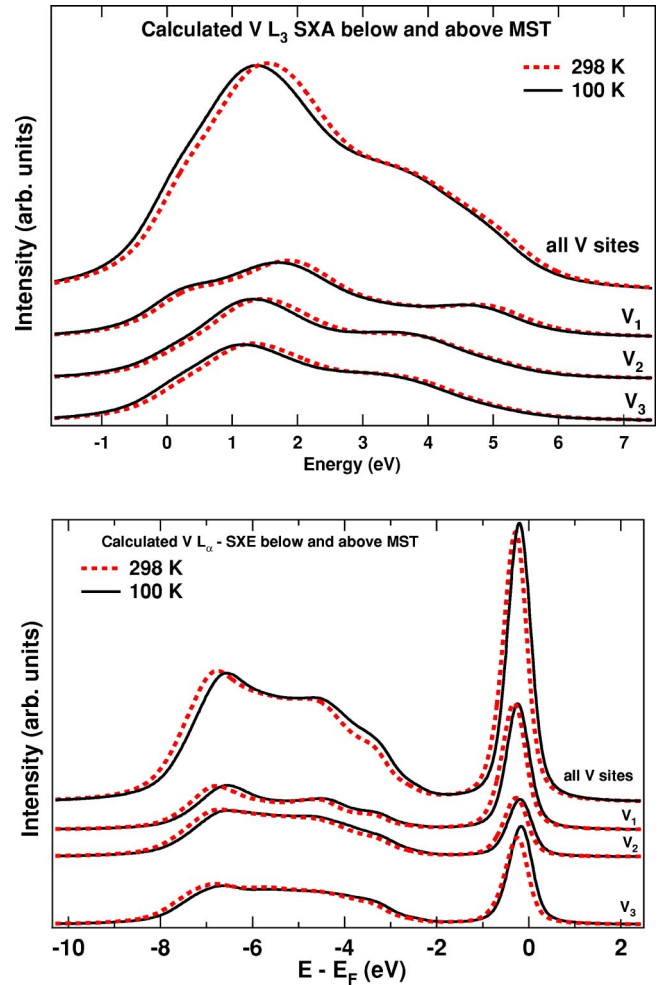 Calculated V L₃ SXA below and above MST
298 K
100 K
Intensity (arb. units)
all V sites
V₁
V₂
V₃
-1 0 1 2 3 4 5 6 7
Energy (eV)
Calculated V Lα - SXE below and above MST
298 K
100 K
Intensity (arb. units)
all V sites
V₁
V₂
V₃
-10 -8 -6 -4 -2 0 2
E - E_F (eV)